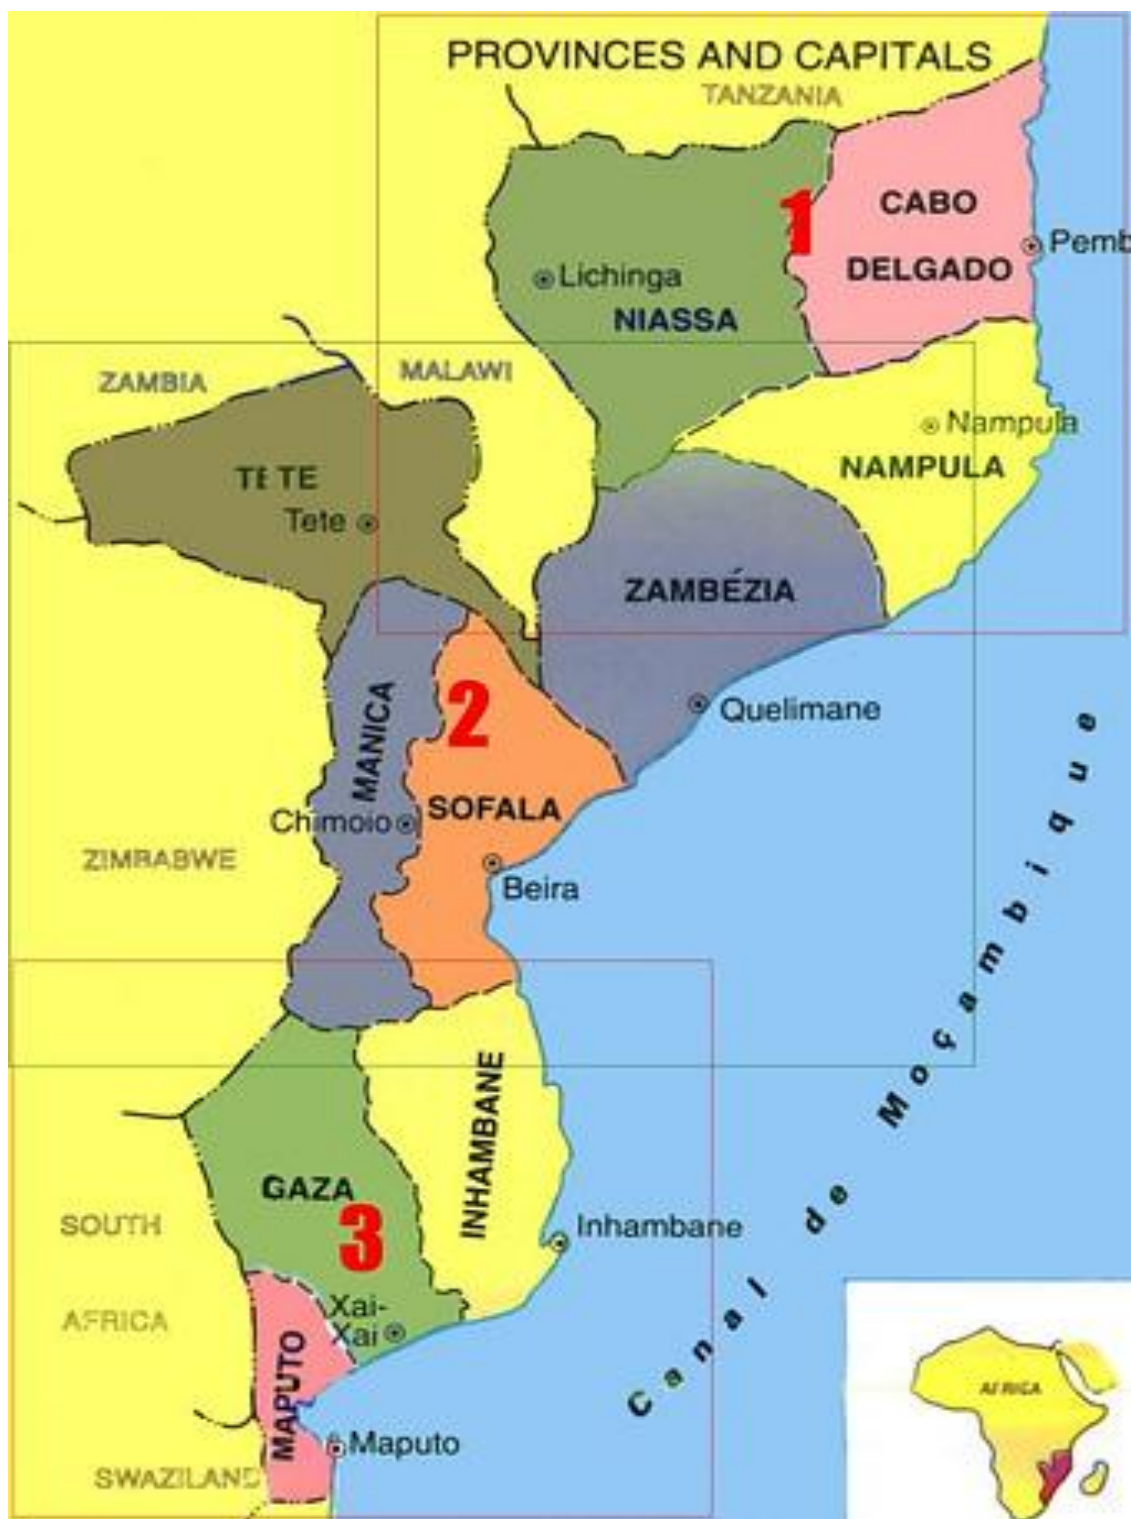 PROVINCES AND CAPITALS
TANZANIA
CABO
DELGADO
1
Pemb
Lichinga
NIASSA
ZAMBIA
MALAWI
Nampula
NAMPULA
TETE
Tete
ZAMBÉZIA
2
MANICA
Quelimane
SOFALA
Chimoio
ZIMBABWE
Beira
Canal de Moçambique
INHAMBANE
GAZA
3
SOUTH
AFRICA
Inhambane
Xai-
Xai
MAPUTO
Maputo
SWAZILAND
AFRICA